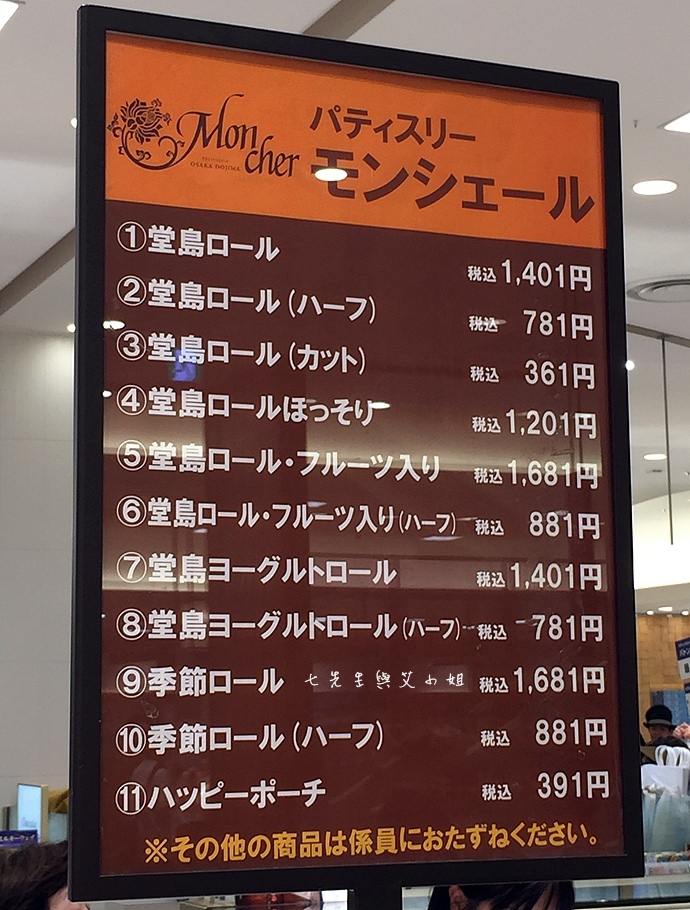 Mon
cher
OSAKA DOJIMA
パティスリー
モンシェール
①堂島ロール 税込1,401円
②堂島ロール(ハーフ) 税込 781円
③堂島ロール(カット) 税込 361円
④堂島ロールほっそり 税込1,201円
⑤堂島ロール・フルーツ入り 税込1,681円
⑥堂島ロール・フルーツ入り(ハーフ) 税込 881円
⑦堂島ヨーグルトロール 税込1,401円
⑧堂島ヨーグルトロール(ハーフ) 税込 781円
⑨季節ロール 税込1,681円
七先生與艾小姐
⑩季節ロール(ハーフ) 税込 881円
⑪ハッピーポーチ 税込 391円
※その他の商品は係員におたずねください。